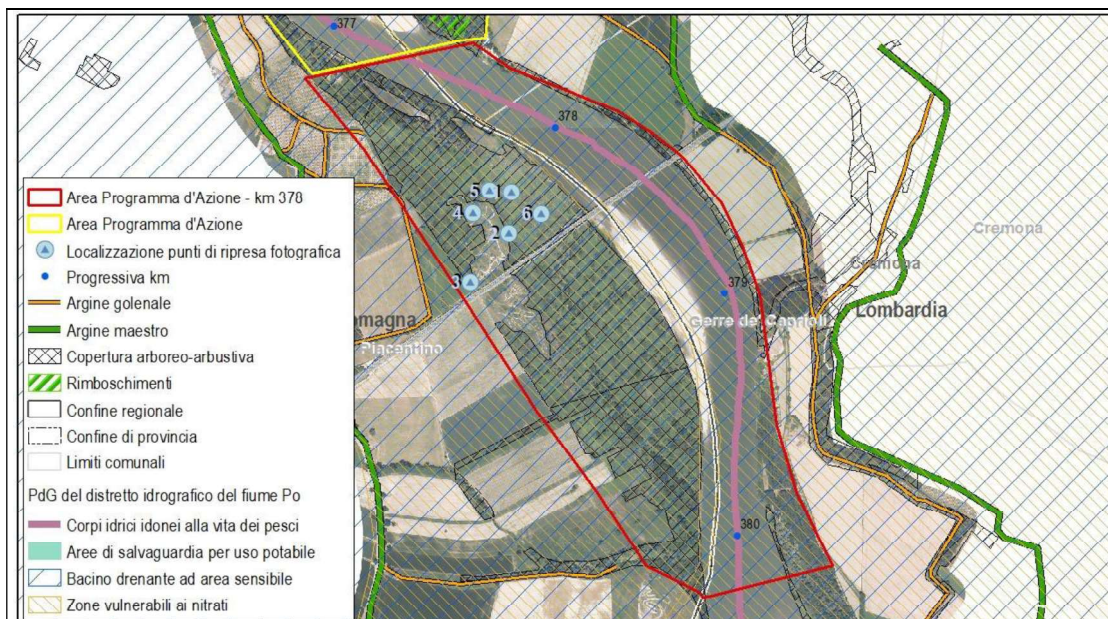 377
378
5
1
4
6
2
3
379
380
Cremona
Cremona
Lombardia
Gerre de' Caprioli
omagna
Piacentino
Area Programma d'Azione - km 378
Area Programma d'Azione
Localizzazione punti di ripresa fotografica
Progressiva km
Argine golenale
Argine maestro
Copertura arboreo-arbustiva
Rimboschimenti
Confine regionale
Confine di provincia
Limiti comunali
PdG del distretto idrografico del fiume Po
Corpi idrici idonei alla vita dei pesci
Aree di salvaguardia per uso potabile
Bacino drenante ad area sensibile
Zone vulnerabili ai nitrati